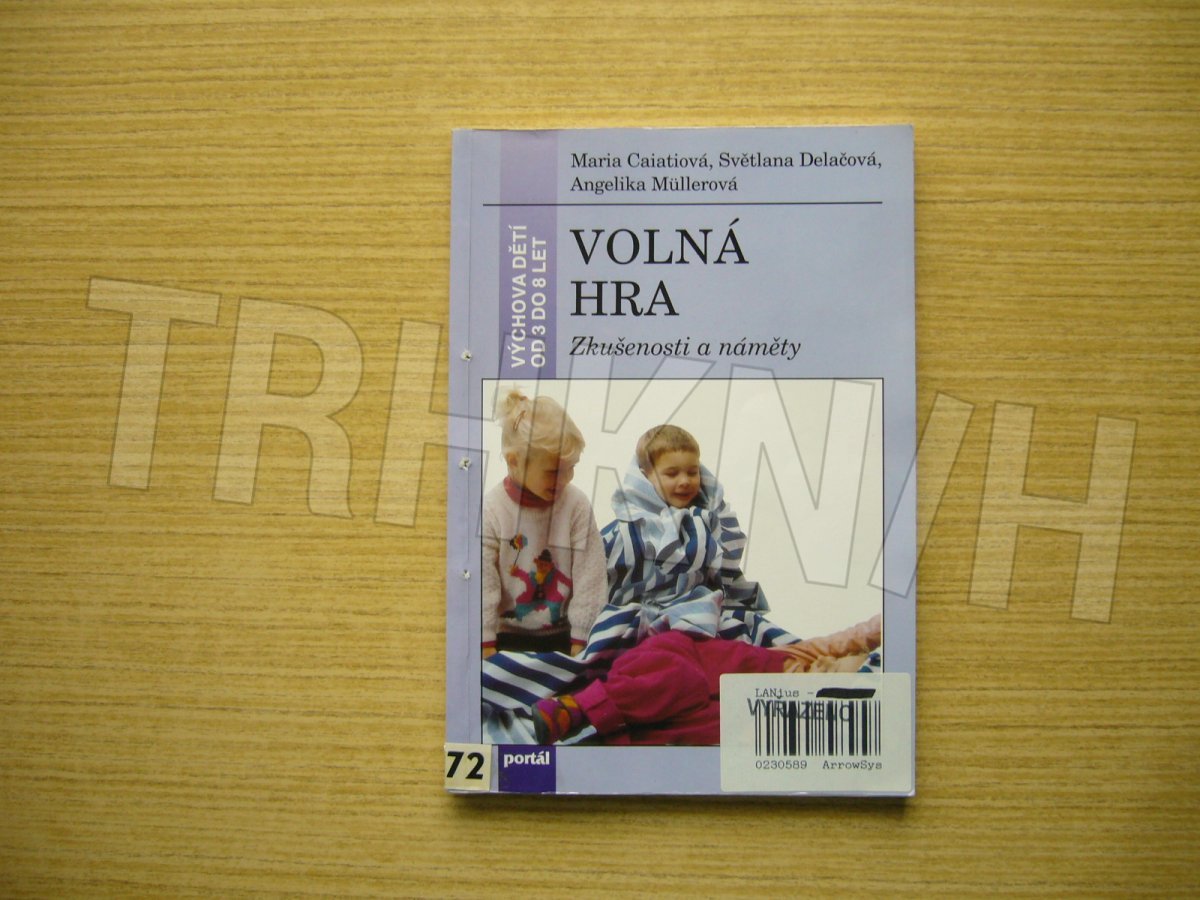 Maria Caiatiová, Světlana Delačová,
Angelika Müllerová
VÝCHOVA DĚTÍ
OD 3 DO 8 LET
VOLNÁ
HRA
Zkušenosti a náměty
TRHKNIH
LANius -
VYŘAZENO
0230589 ArrowSys
72
portál